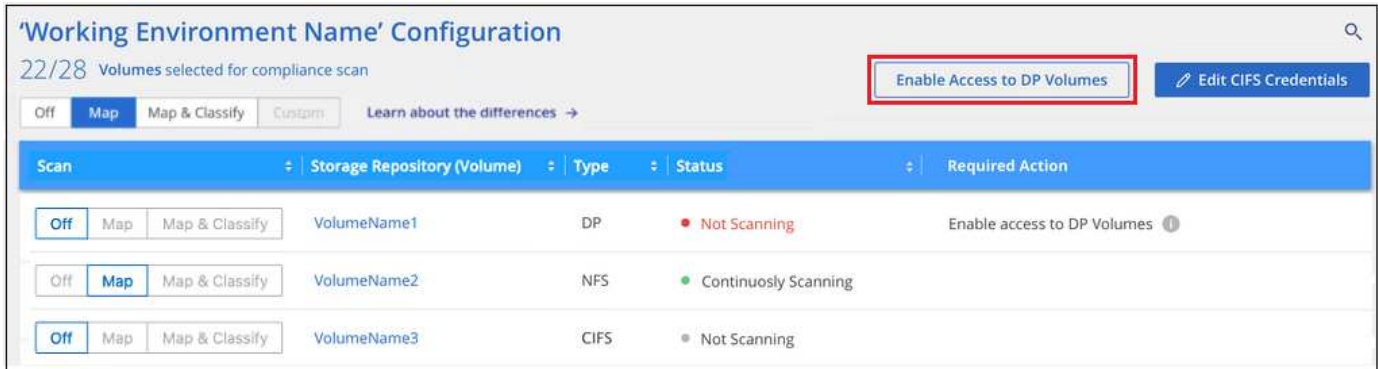 ‘Working Environment Name’ Configuration
22/28 Volumes selected for compliance scan
Enable Access to DP Volumes
Edit CIFS Credentials
Off Map Map & Classify Custom Learn about the differences →
Scan Storage Repository (Volume) Type Status Required Action
Off Map Map & Classify VolumeName1 DP Not Scanning Enable access to DP Volumes
Off Map Map & Classify VolumeName2 NFS Continuosly Scanning
Off Map Map & Classify VolumeName3 CIFS Not Scanning